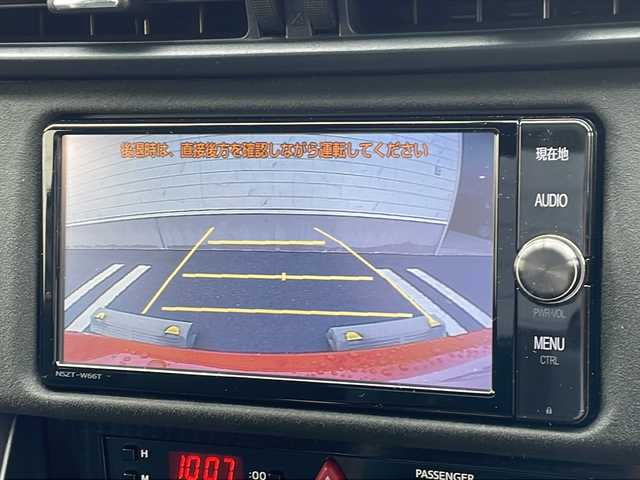 後退時は、直接後方を確認しながら運転してください
現在地
AUDIO
PWR·VOL
MENU
CTRL
NSZT-W66T
H
M
10:07
:00
PASSENGER